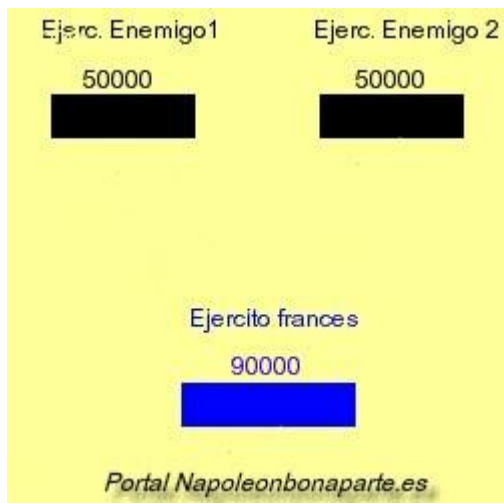 Ejerc. Enemigo1 Ejerc. Enemigo 2
50000 50000
Ejercito frances
90000
Portal Napoleonbonaparte.es